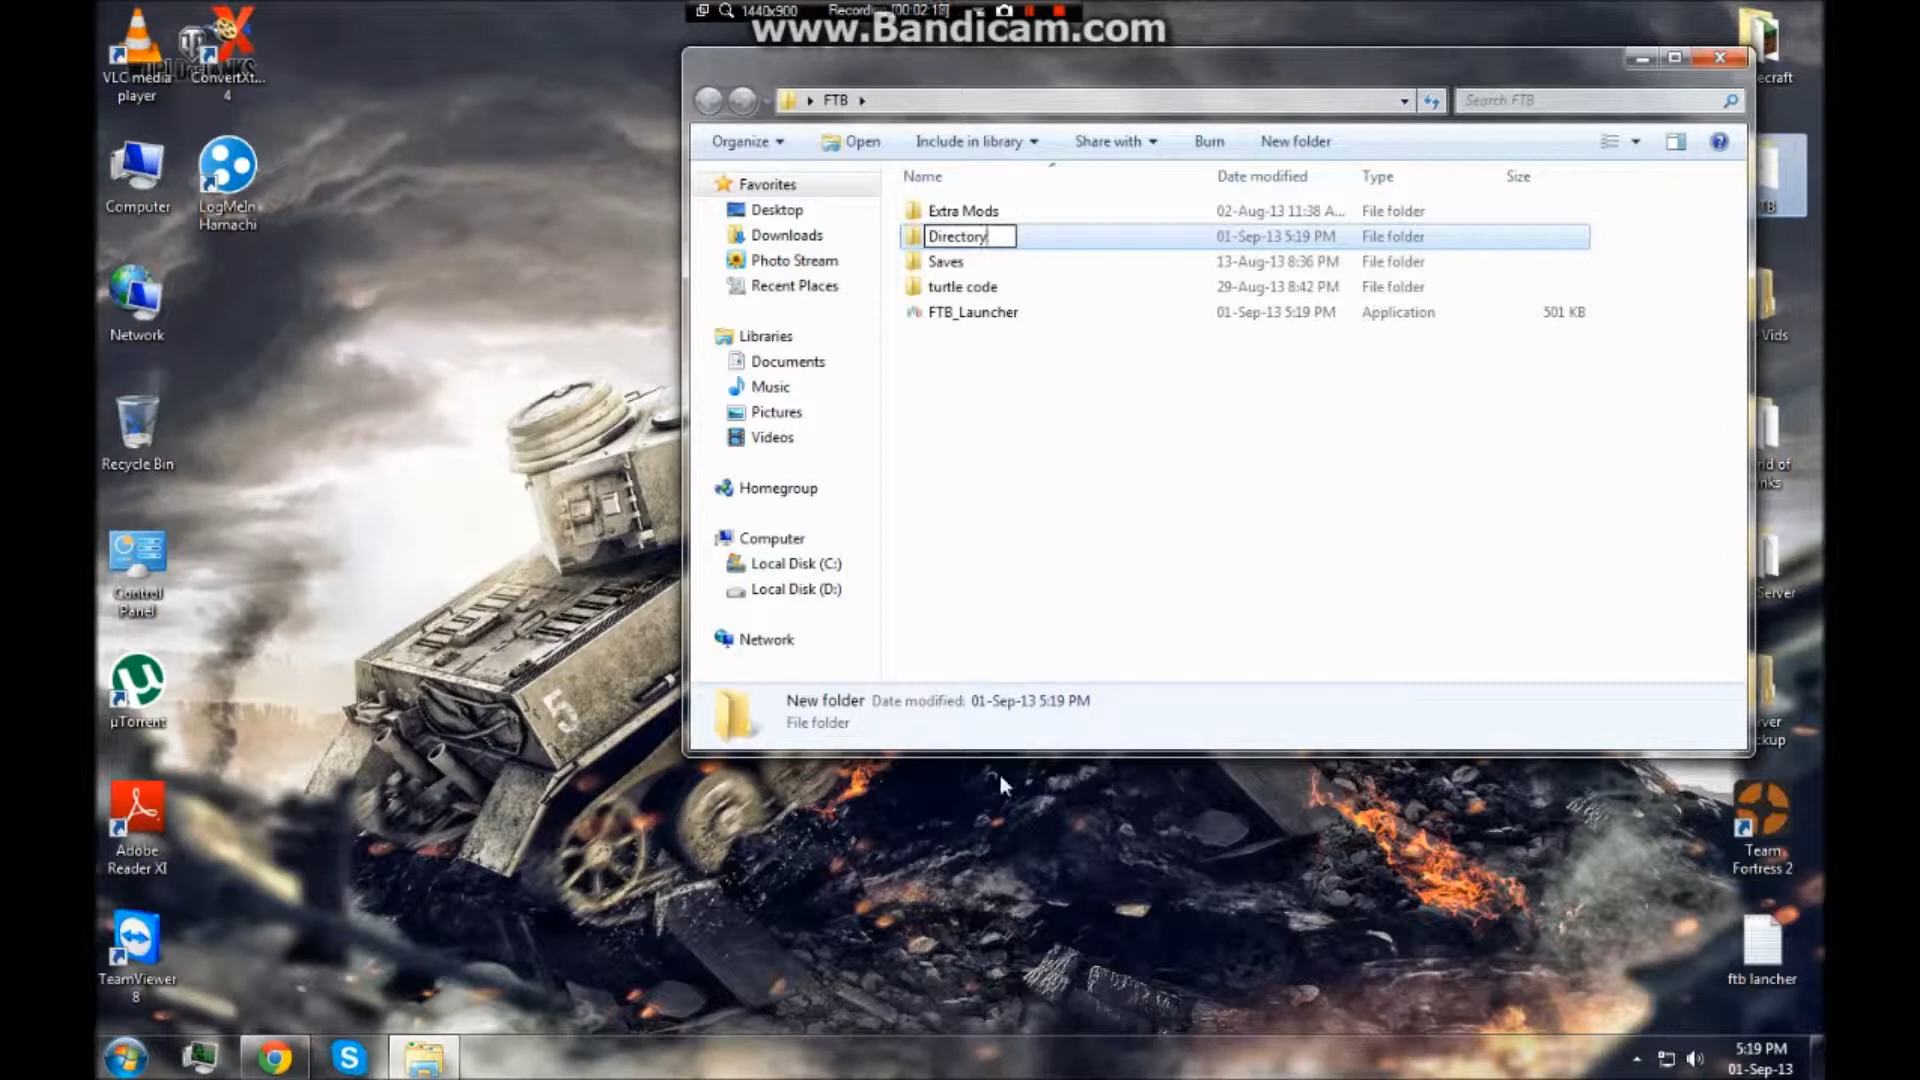 1440x900
Recording [00:02:18]
www.Bandicam.com
VLC media
player
ConvertXt...
4
Computer
LogMeIn
Hamachi
Network
Recycle Bin
Control
Panel
µTorrent
Adobe
Reader XI
TeamViewer
8
FTB
Search FTB
Organize
Open
Include in library
Share with
Burn
New folder
Favorites
Desktop
Downloads
Photo Stream
Recent Places
Libraries
Documents
Music
Pictures
Videos
Homegroup
Computer
Local Disk (C:)
Local Disk (D:)
Network
Name Date modified Type Size
Extra Mods 02-Aug-13 11:38 A... File folder
Directory 01-Sep-13 5:19 PM File folder
Saves 13-Aug-13 8:36 PM File folder
turtle code 29-Aug-13 8:42 PM File folder
FTB_Launcher 01-Sep-13 5:19 PM Application 501 KB
New folder Date modified: 01-Sep-13 5:19 PM
File folder
ecraft
TB
Vids
nks
Server
ckup
Team
Fortress 2
ftb lancher
5
5:19 PM
01-Sep-13